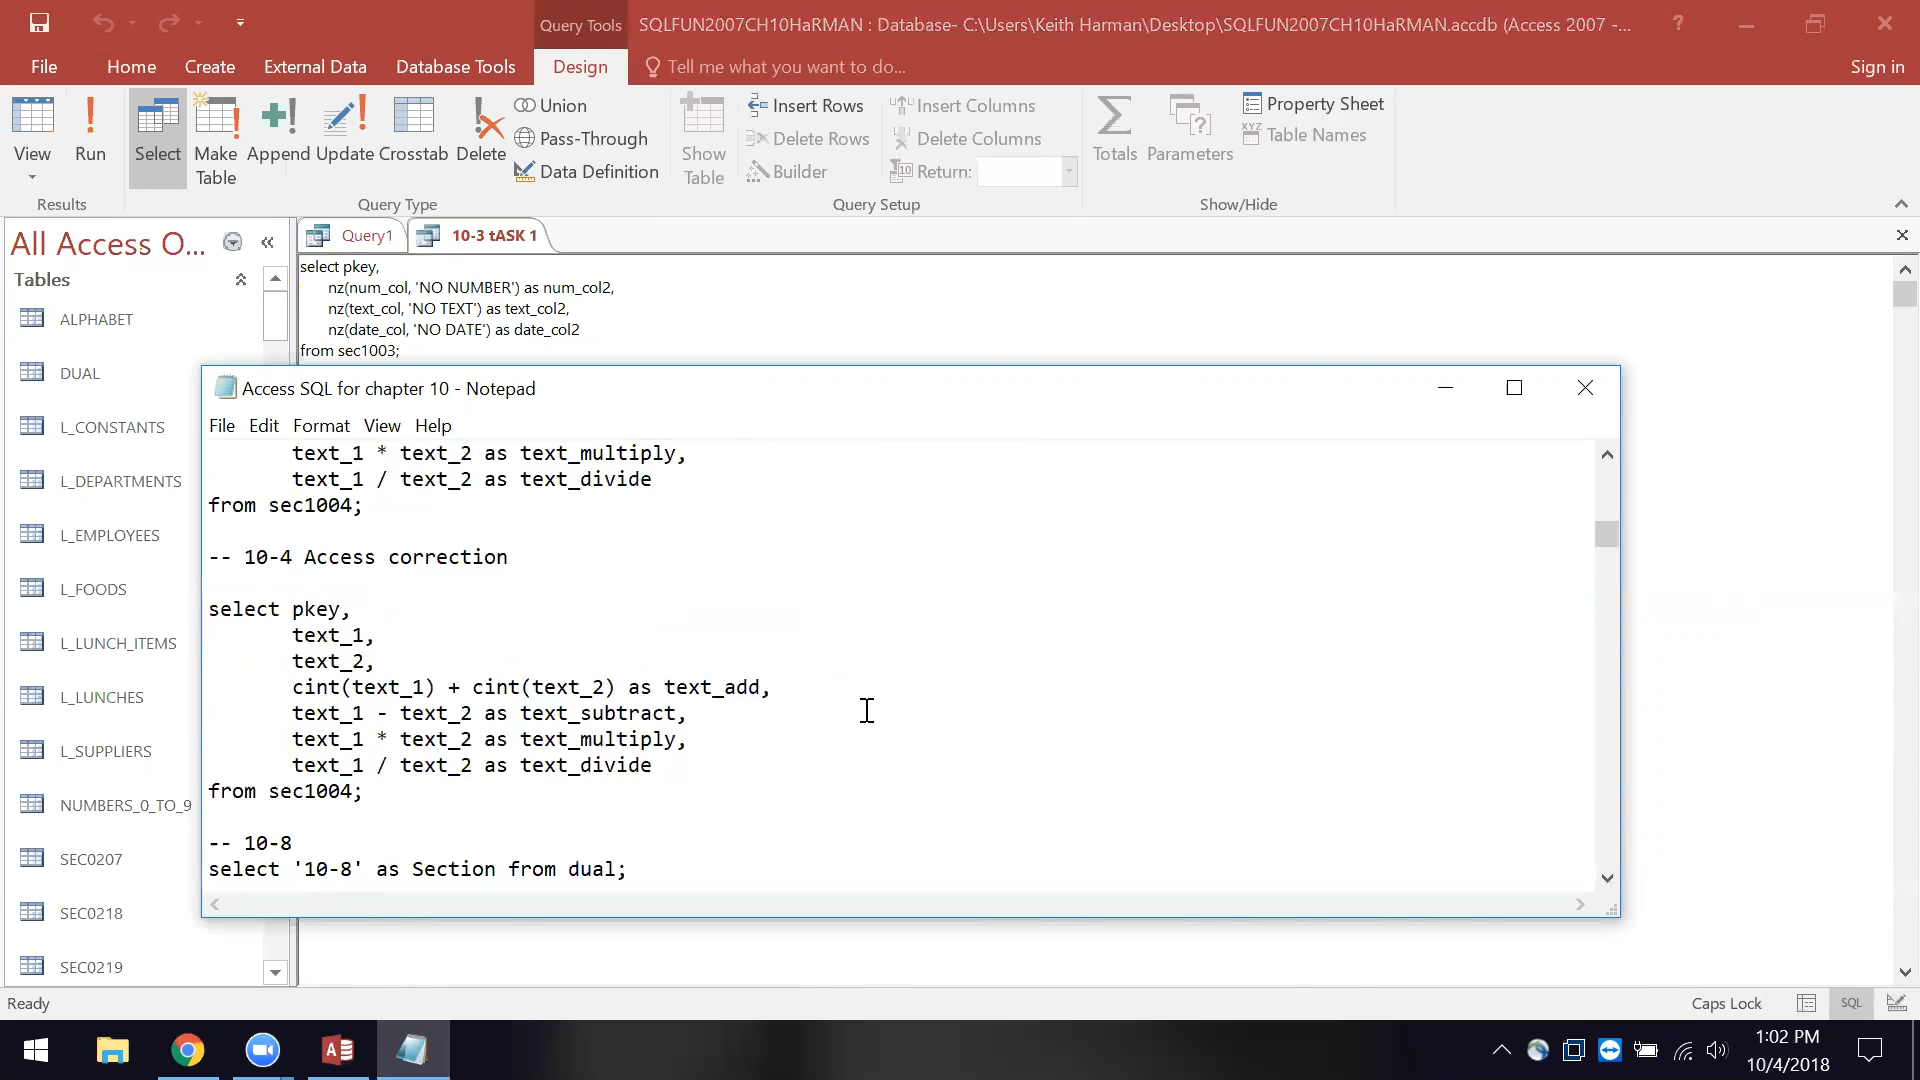 Query Tools
SQLFUN2007CH10HaRMAN : Database- C:\Users\Keith Harman\Desktop\SQLFUN2007CH10HaRMAN.accdb (Access 2007 -...
?
File
Home
Create
External Data
Database Tools
Design
Tell me what you want to do...
Sign in
View
Run
Select
Make Table
Append
Update
Crosstab
Delete
Union
Pass-Through
Data Definition
Show Table
Insert Rows
Delete Rows
Builder
Insert Columns
Delete Columns
Return:
Totals
Parameters
Property Sheet
Table Names
Results
Query Type
Query Setup
Show/Hide
All Access O...
Tables
ALPHABET
DUAL
L_CONSTANTS
L_DEPARTMENTS
L_EMPLOYEES
L_FOODS
L_LUNCH_ITEMS
L_LUNCHES
L_SUPPLIERS
NUMBERS_0_TO_9
SEC0207
SEC0218
SEC0219
Query1
10-3 tASK 1
select pkey,
nz(num_col, 'NO NUMBER') as num_col2,
nz(text_col, 'NO TEXT') as text_col2,
nz(date_col, 'NO DATE') as date_col2
from sec1003;
Access SQL for chapter 10 - Notepad
File Edit Format View Help
text_1 * text_2 as text_multiply,
text_1 / text_2 as text_divide
from sec1004;
-- 10-4 Access correction
select pkey,
text_1,
text_2,
cint(text_1) + cint(text_2) as text_add,
text_1 - text_2 as text_subtract,
text_1 * text_2 as text_multiply,
text_1 / text_2 as text_divide
from sec1004;
-- 10-8
select '10-8' as Section from dual;
Ready
Caps Lock
SQL
1:02 PM
10/4/2018